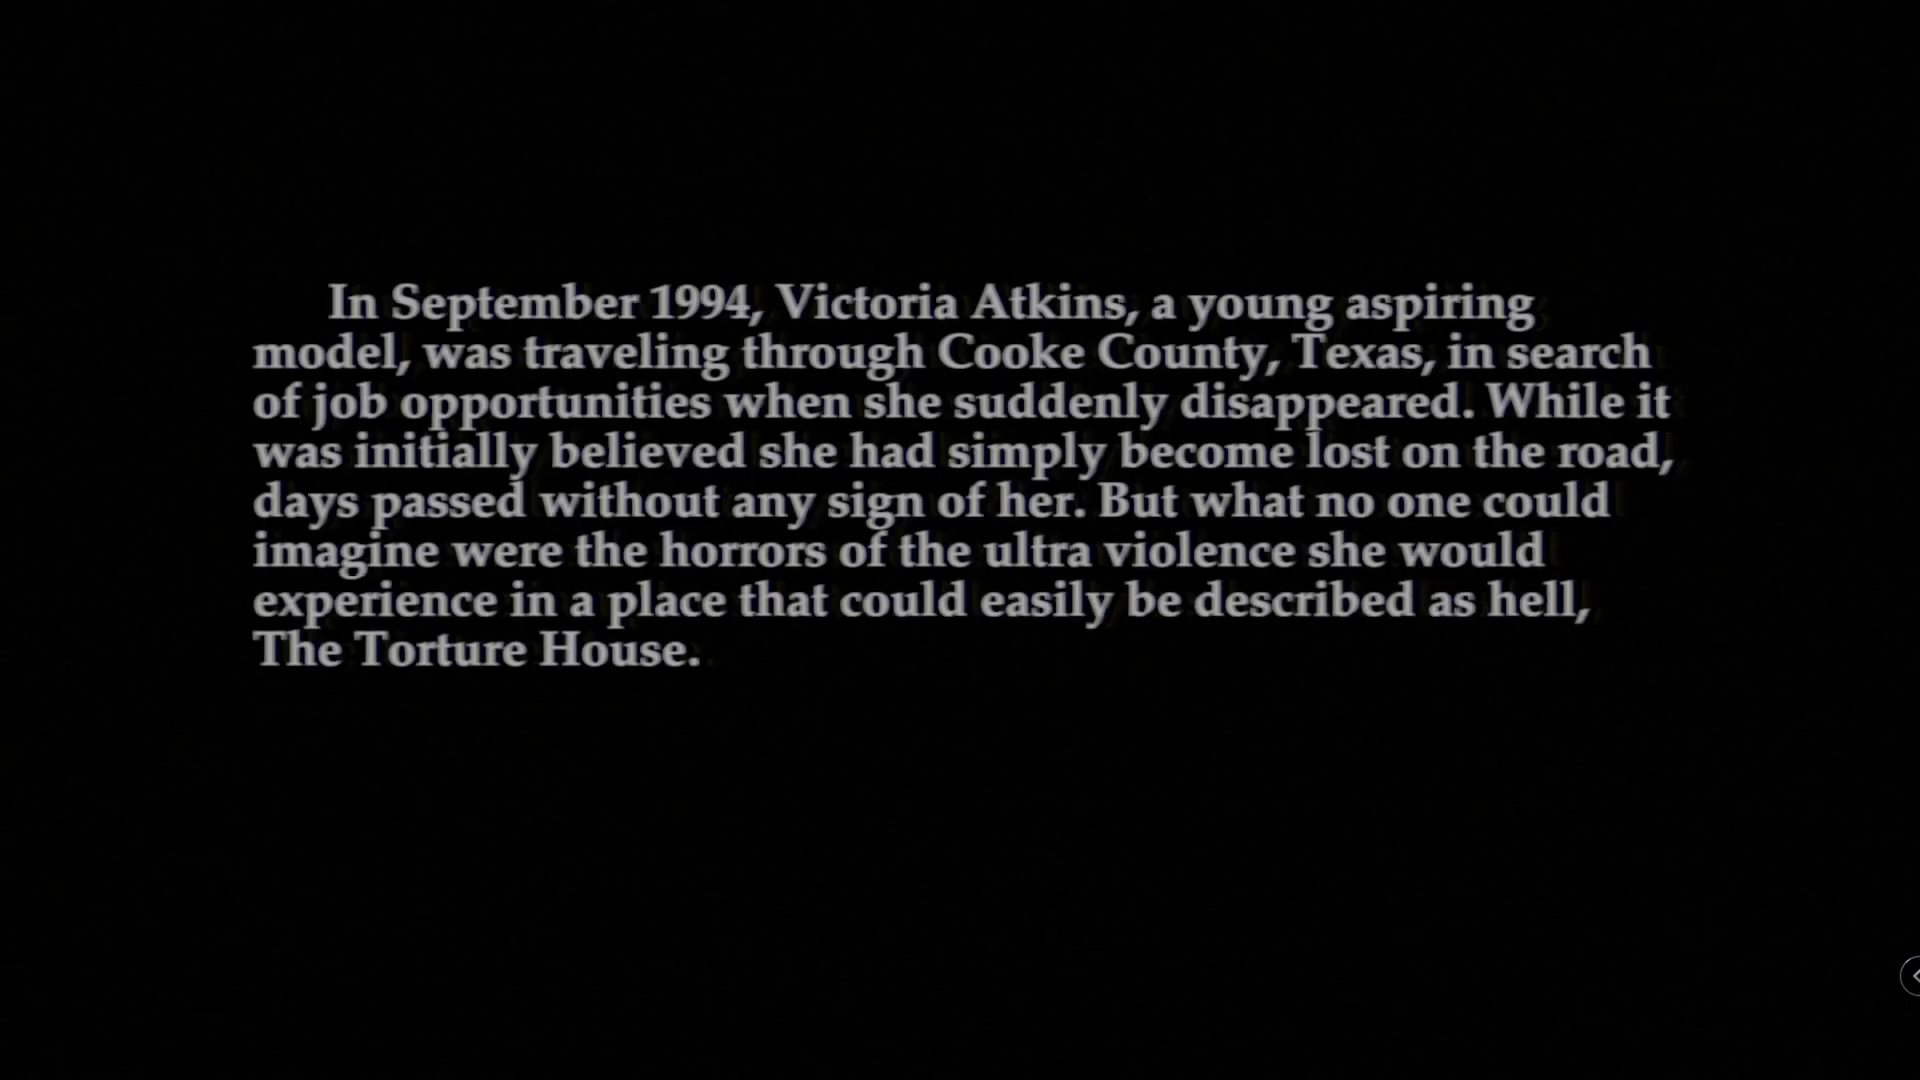 In September 1994, Victoria Atkins, a young aspiring
model, was traveling through Cooke County, Texas, in search
of job opportunities when she suddenly disappeared. While it
was initially believed she had simply become lost on the road,
days passed without any sign of her. But what no one could
imagine were the horrors of the ultra violence she would
experience in a place that could easily be described as hell,
The Torture House.